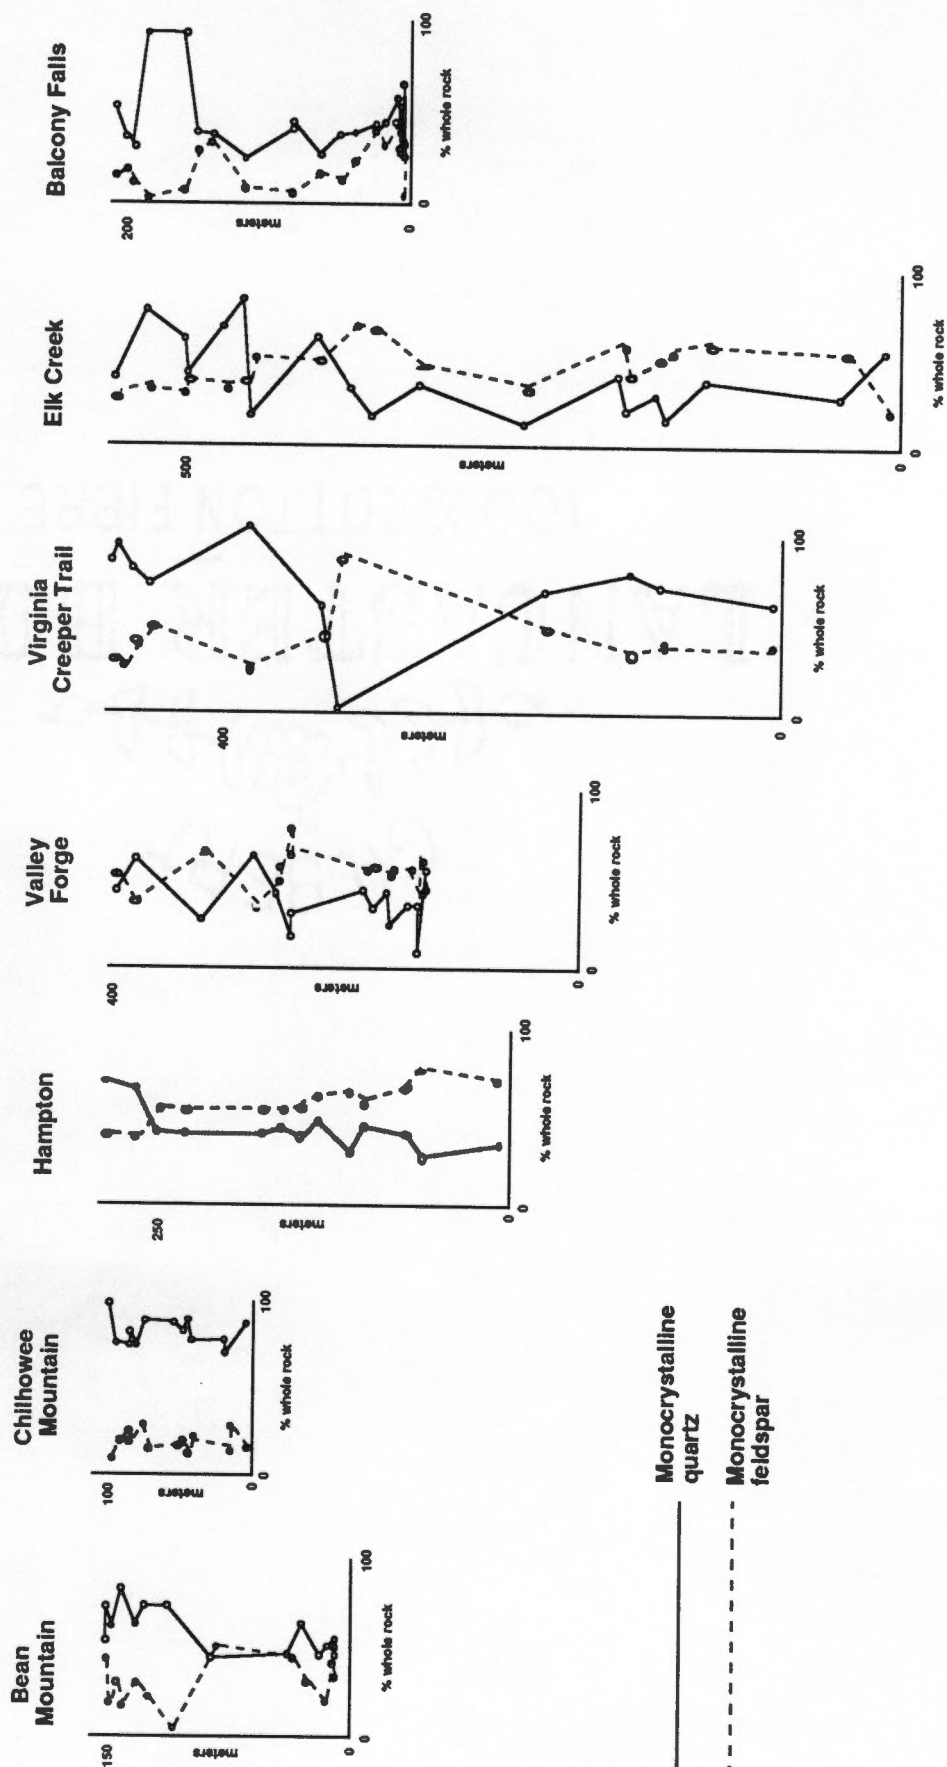 Bean
Mountain
150
meters
0
0
100
% whole rock
Chilhowee
Mountain
100
meters
0
0
100
% whole rock
Hampton
250
meters
0
0
100
% whole rock
Valley
Forge
400
meters
0
0
100
% whole rock
Virginia
Creeper Trail
400
meters
0
0
100
% whole rock
Elk Creek
500
meters
0
0
100
% whole rock
Balcony Falls
200
meters
0
0
100
% whole rock
Monocrystalline
quartz
Monocrystalline
feldspar